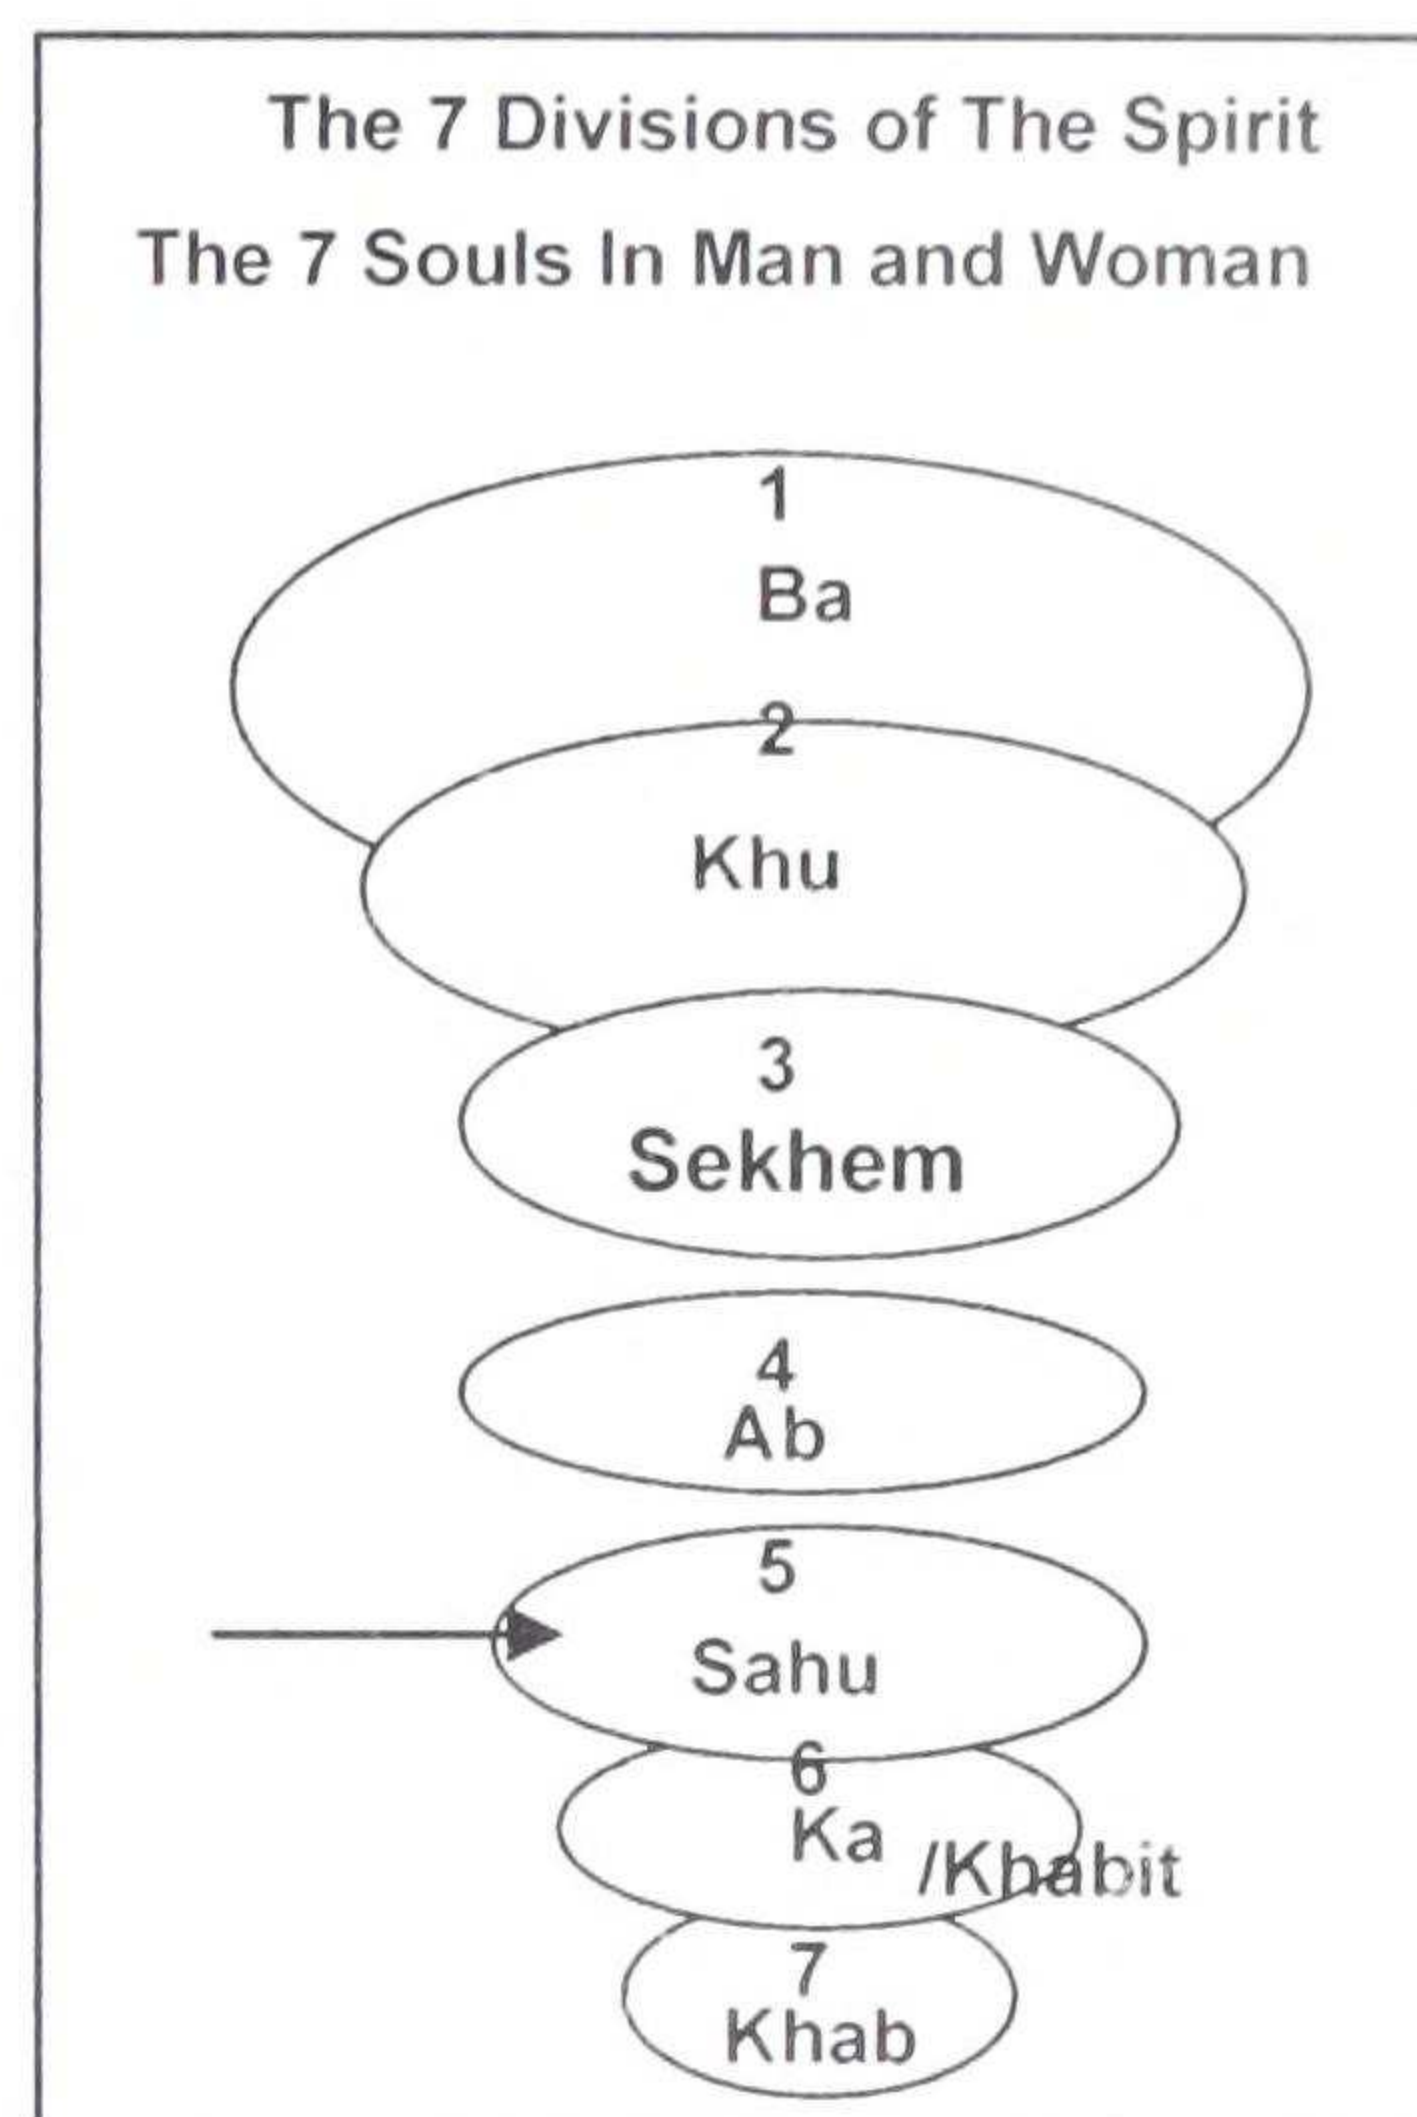 The 7 Divisions of The Spirit
The 7 Souls In Man and Woman
1
Ba
2
Khu
3
Sekhem
4
Ab
5
Sahu
6
Ka /Khabit
7
Khab